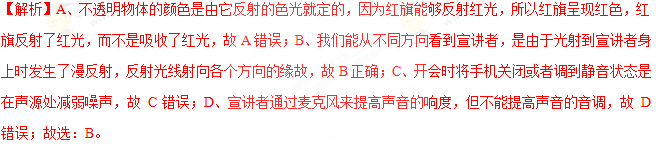 【解析】A、不透明物体的颜色是由它反射的色光就定的，因为红旗能够反射红光，所以红旗呈现红色，红
旗反射了红光，而不是吸收了红光，故 A 错误；B、我们能从不同方向看到宣讲者，是由于光射到宣讲者身
上时发生了漫反射，反射光线射向各个方向的缘故，故 B 正确；C、开会时将手机关闭或者调到静音状态是
在声源处减弱噪声，故 C 错误；D、宣讲者通过麦克风来提高声音的响度，但不能提高声音的音调，故 D
错误；故选：B。